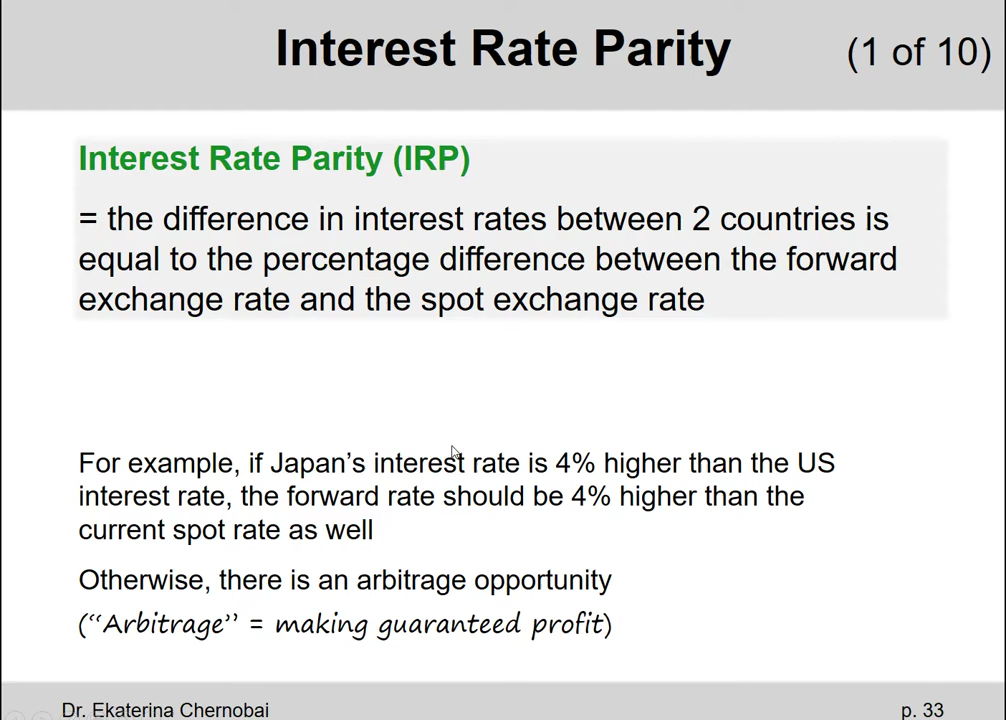 Interest Rate Parity (1 of 10)
Interest Rate Parity (IRP)
= the difference in interest rates between 2 countries is
equal to the percentage difference between the forward
exchange rate and the spot exchange rate
For example, if Japan’s interest rate is 4% higher than the US
interest rate, the forward rate should be 4% higher than the
current spot rate as well
Otherwise, there is an arbitrage opportunity
(“Arbitrage” = making guaranteed profit)
Dr. Ekaterina Chernobai p. 33